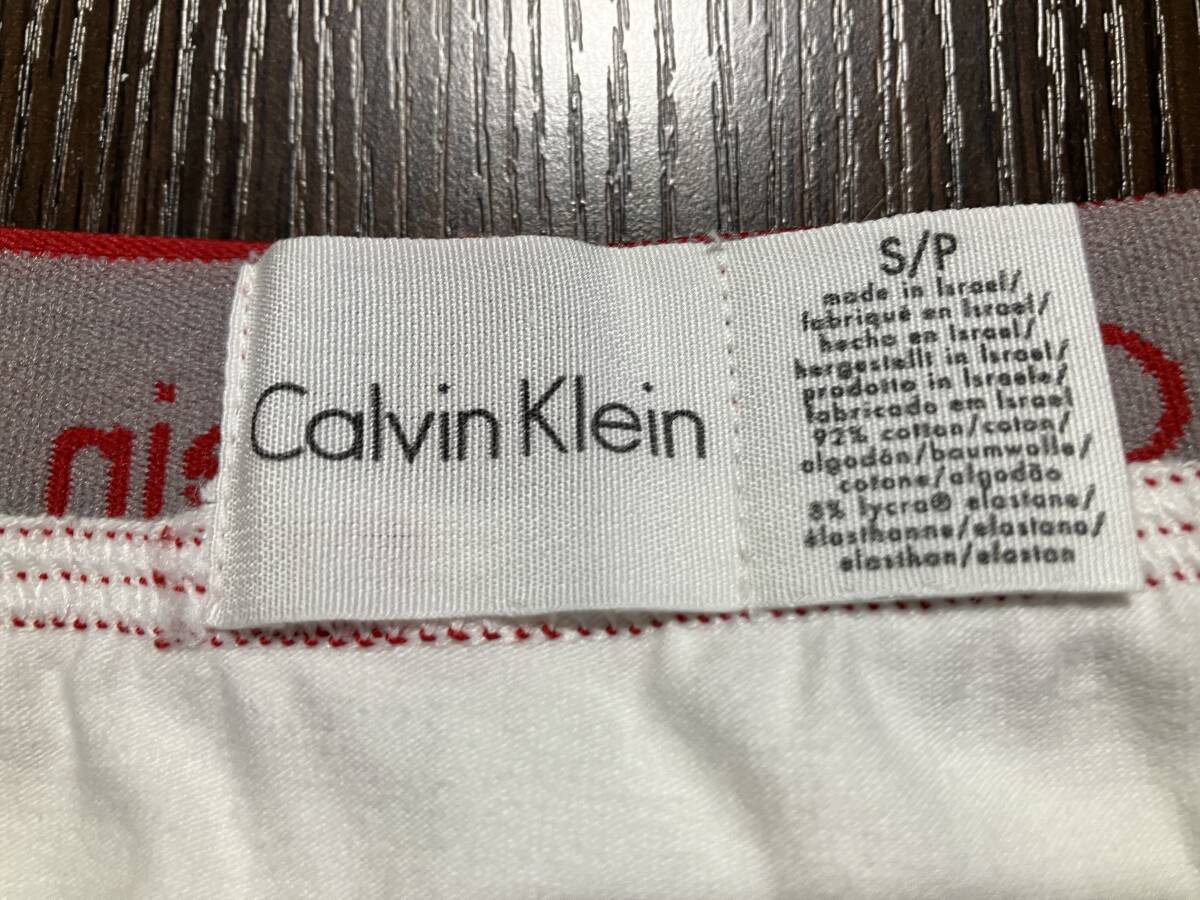 Calvin Klein
S/P
made in Israel/
fabriqué en Israel/
hecho en Israel/
hergestellt in Israel/
prodotto in Israele/
fabricado em Israel
92% cotton/coton/
algodón/baumwolle/
cotone/algodão
8% lycra® elastane/
élasthanne/elastano/
elasthan/elastan